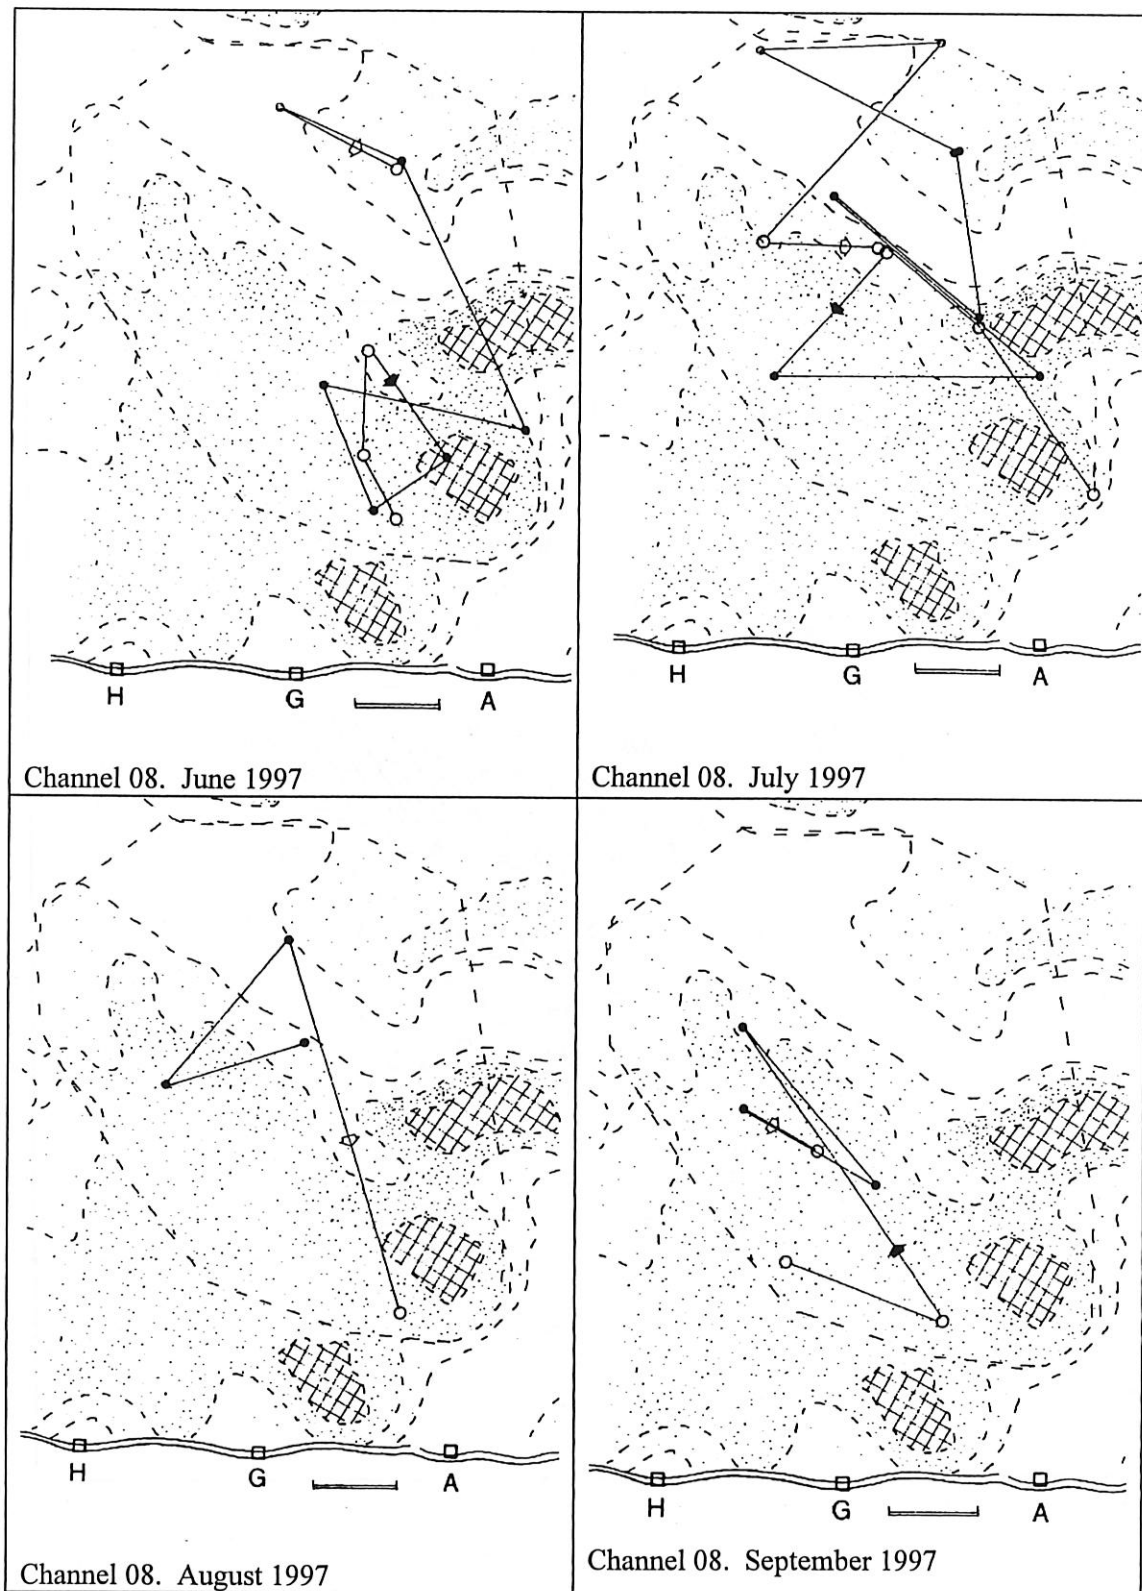 H G A
Channel 08. June 1997
H G A
Channel 08. July 1997
H G A
Channel 08. August 1997
H G A
Channel 08. September 1997